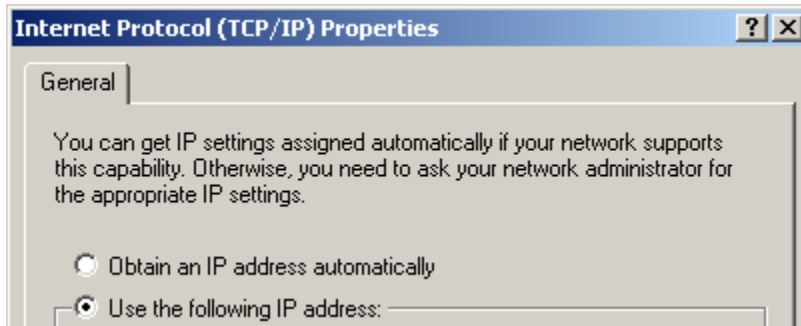 Internet Protocol (TCP/IP) Properties
General
You can get IP settings assigned automatically if your network supports
this capability. Otherwise, you need to ask your network administrator for
the appropriate IP settings.
Obtain an IP address automatically
Use the following IP address: